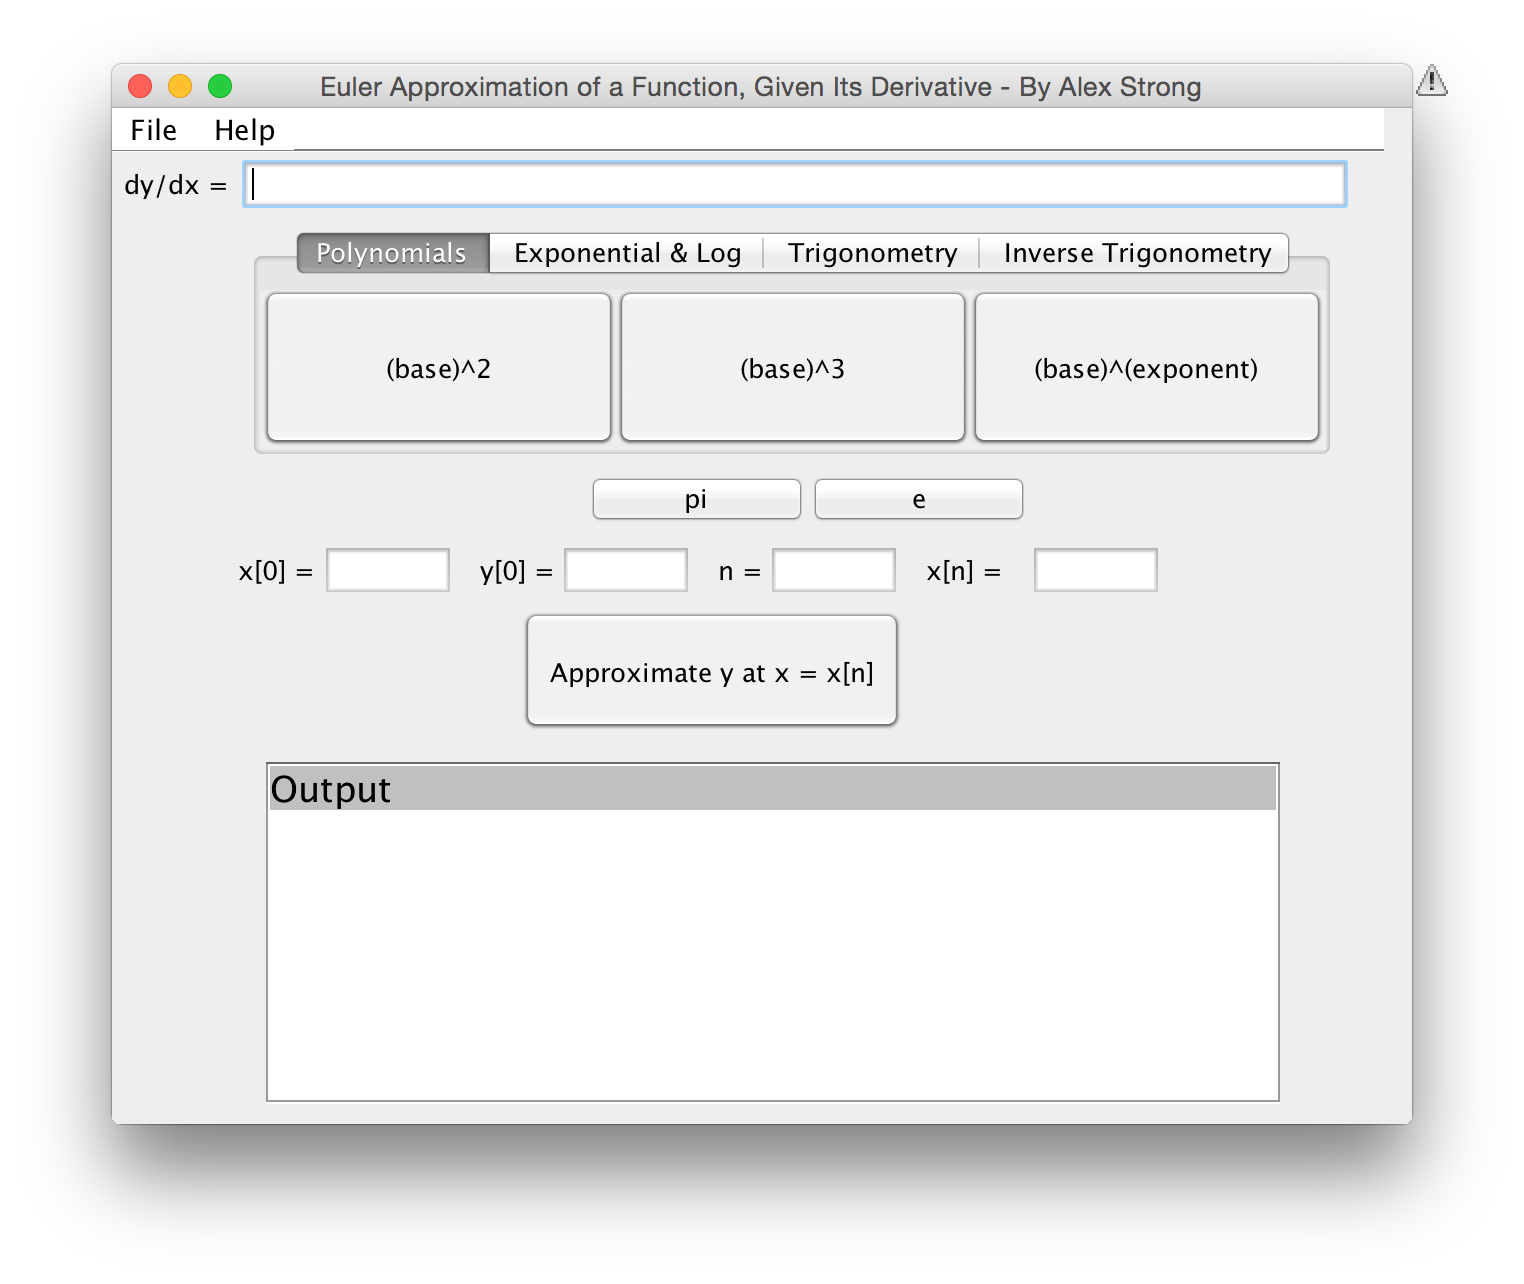 Euler Approximation of a Function, Given Its Derivative - By Alex Strong
File Help
dy/dx =
Polynomials Exponential & Log Trigonometry Inverse Trigonometry
(base)^2 (base)^3 (base)^(exponent)
pi e
x[0] = y[0] = n = x[n] =
Approximate y at x = x[n]
Output